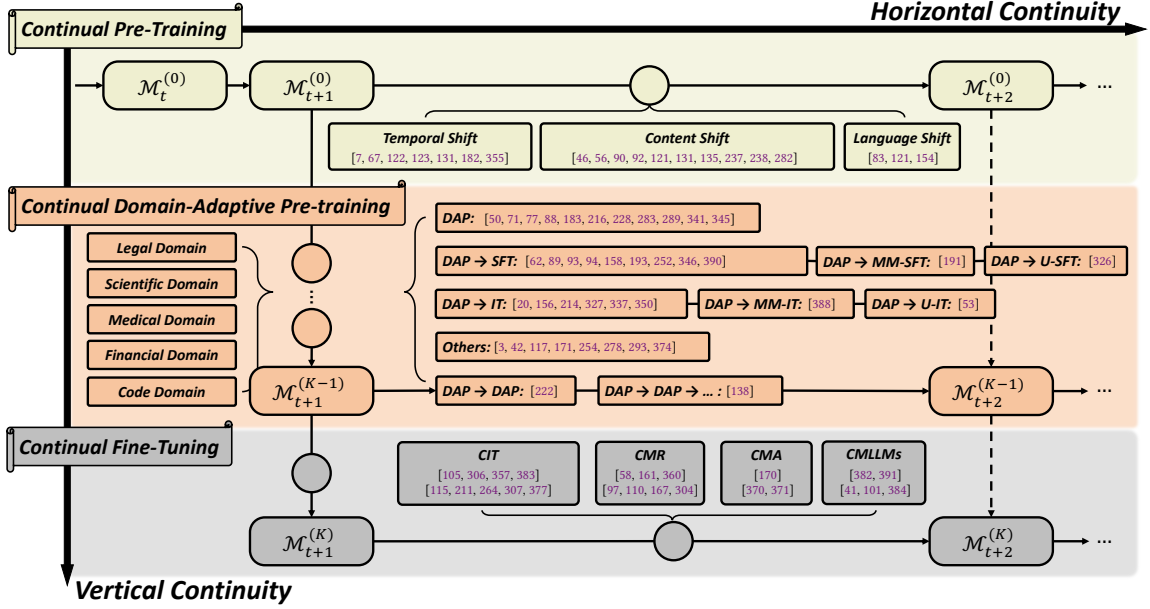 Horizontal Continuity
Continual Pre-Training
M_t^(0)
M_{t+1}^(0)
M_{t+2}^(0)
...
Temporal Shift
[7, 67, 122, 123, 131, 182, 355]
Content Shift
[46, 56, 90, 92, 121, 131, 135, 237, 238, 282]
Language Shift
[83, 121, 154]
Continual Domain-Adaptive Pre-training
Legal Domain
Scientific Domain
Medical Domain
Financial Domain
Code Domain
...
DAP: [50, 71, 77, 88, 183, 216, 228, 283, 289, 341, 345]
DAP → SFT: [62, 89, 93, 94, 158, 193, 252, 346, 390]
DAP → MM-SFT: [191]
DAP → U-SFT: [326]
DAP → IT: [20, 156, 214, 327, 337, 350]
DAP → MM-IT: [388]
DAP → U-IT: [53]
Others: [3, 42, 117, 171, 254, 278, 293, 374]
M_{t+1}^(K−1)
DAP → DAP: [222]
DAP → DAP → ... : [138]
M_{t+2}^(K−1)
...
Continual Fine-Tuning
CIT
[105, 306, 357, 383]
[115, 211, 264, 307, 377]
CMR
[58, 161, 360]
[97, 110, 167, 304]
CMA
[170]
[370, 371]
CMLLMs
[382, 391]
[41, 101, 384]
M_{t+1}^(K)
M_{t+2}^(K)
...
Vertical Continuity